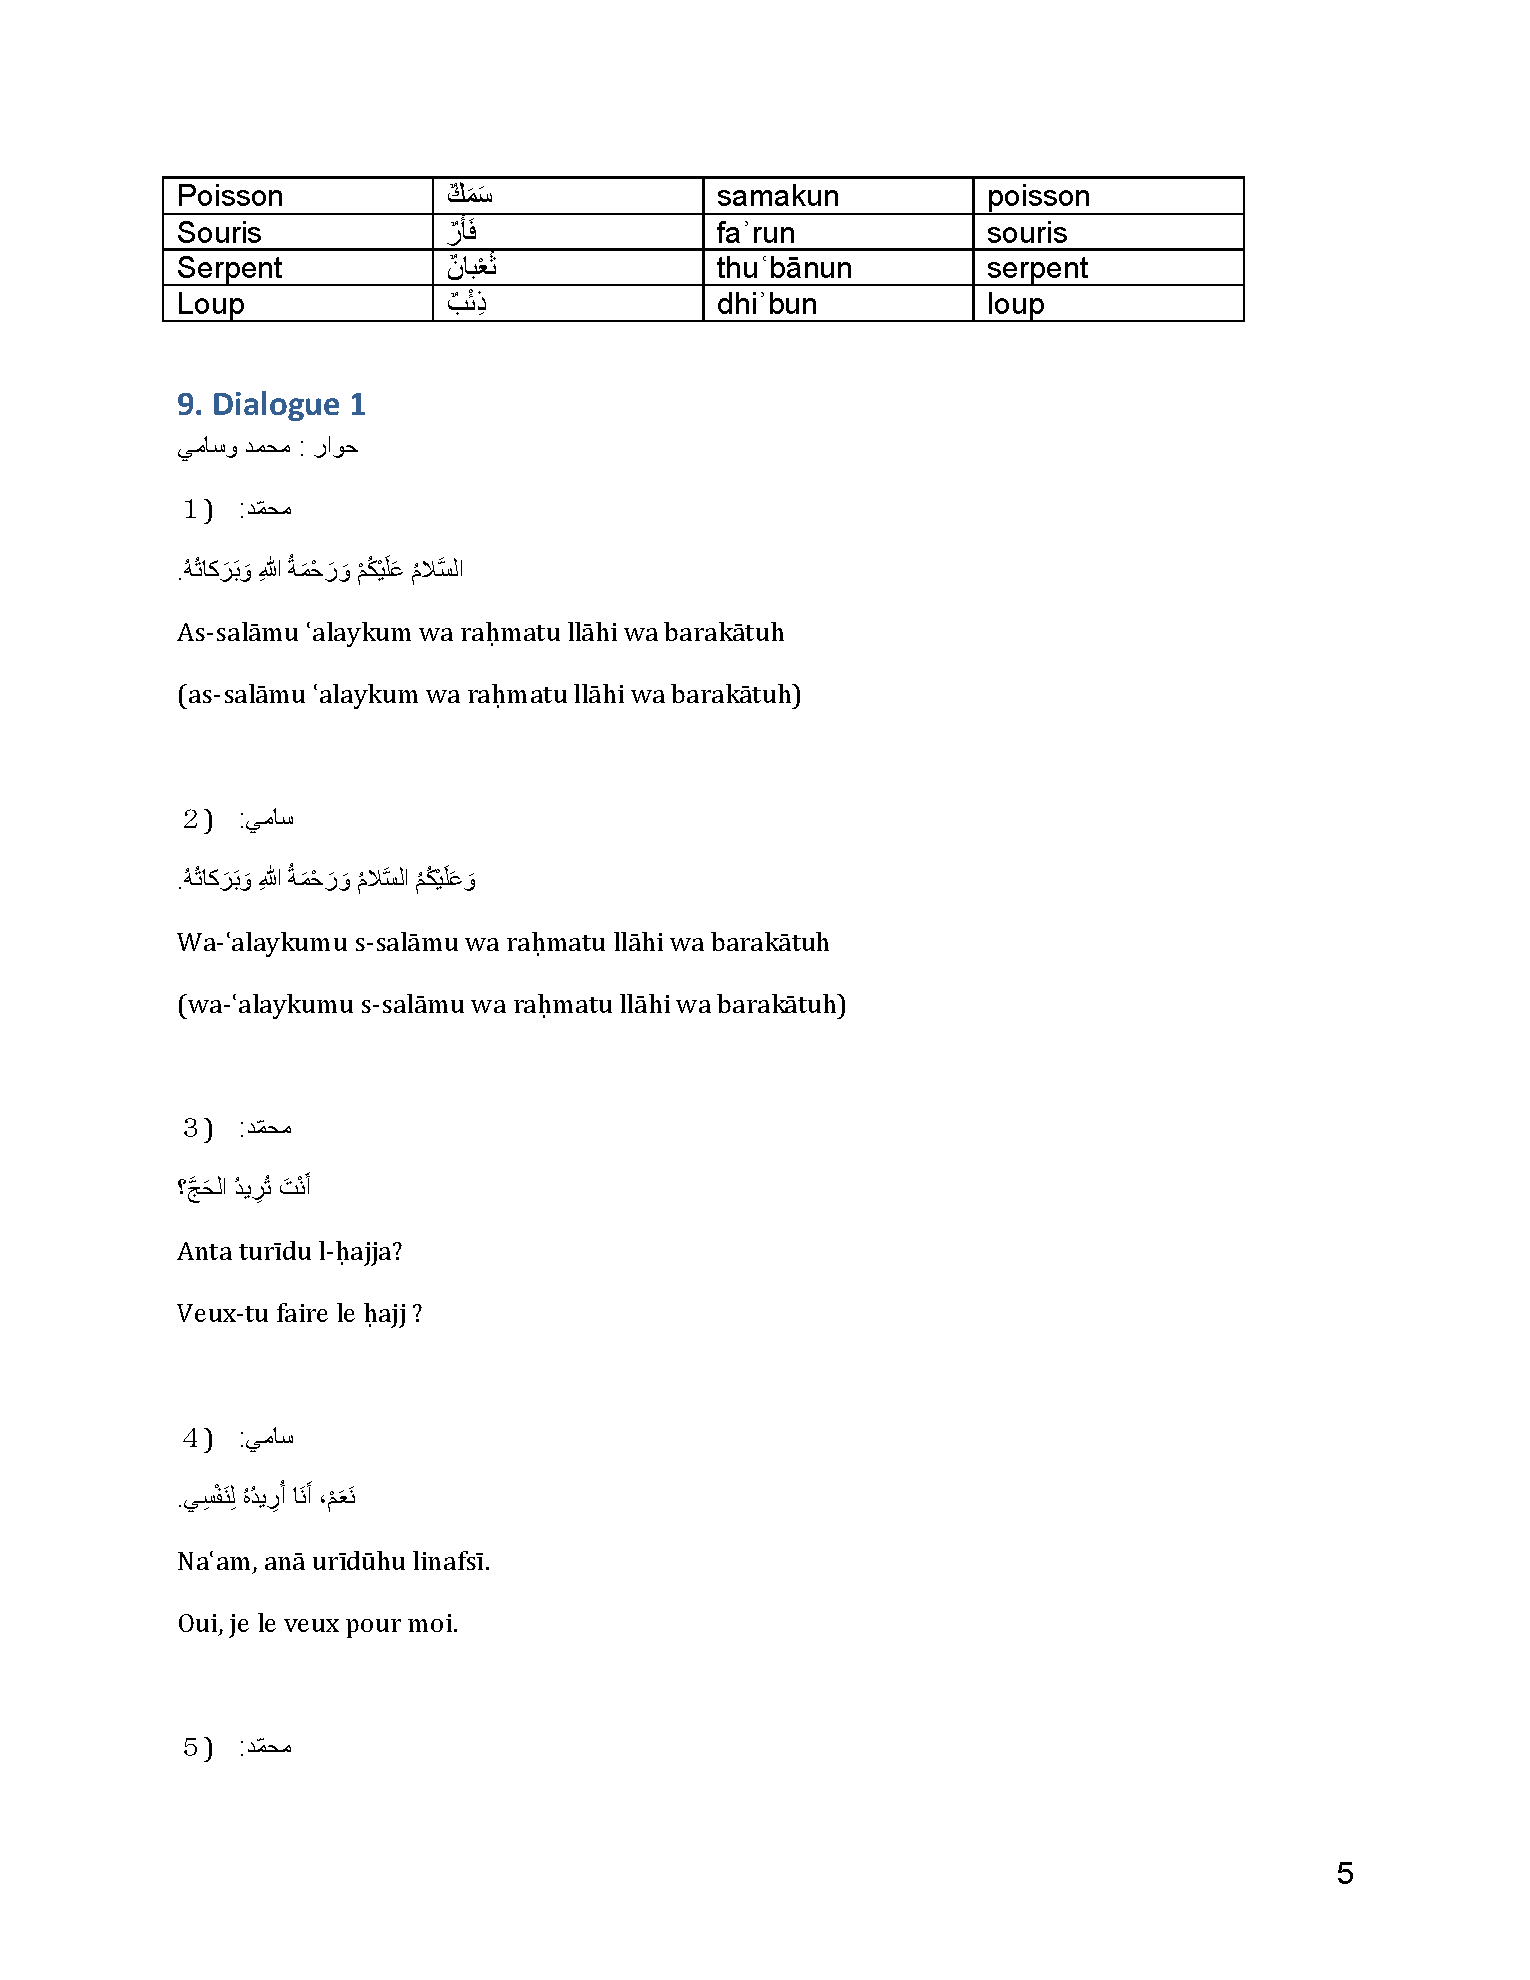 Poisson سَمَكٌ samakun poisson
Souris فَأْرٌ faʾrun souris
Serpent ثُعْبانٌ thuʿbānun serpent
Loup ذِئْبٌ dhiʾbun loup
9. Dialogue 1
حوار : محمد وسامي
1) محمّد:
السَّلامُ عَلَيْكُمْ وَرَحْمَةُ اللهِ وَبَرَكاتُهُ.
As-salāmu ʿalaykum wa raḥmatu llāhi wa barakātuh
(as-salāmu ʿalaykum wa raḥmatu llāhi wa barakātuh)
2) سامي:
وَعَلَيْكُمُ السَّلامُ وَرَحْمَةُ اللهِ وَبَرَكاتُهُ.
Wa-ʿalaykumu s-salāmu wa raḥmatu llāhi wa barakātuh
(wa-ʿalaykumu s-salāmu wa raḥmatu llāhi wa barakātuh)
3) محمّد:
أَنْتَ تُرِيدُ الحَجَّ؟
Anta turīdu l-ḥajja?
Veux-tu faire le ḥajj ?
4) سامي:
نَعَمْ، أَنَا أُرِيدُهُ لِنَفْسِي.
Naʿam, anā urīdūhu linafsī.
Oui, je le veux pour moi.
5) محمّد:
5